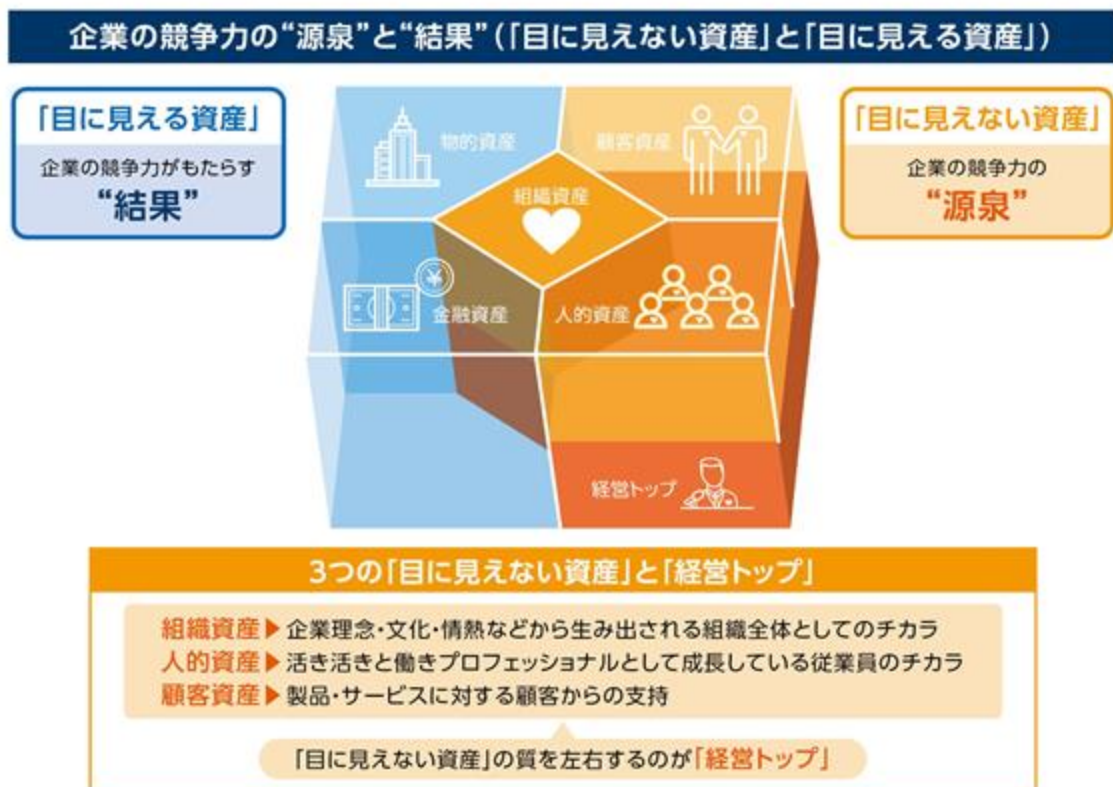 企業の競争力の“源泉”と“結果”(「目に見えない資産」と「目に見える資産」)
「目に見える資産」
企業の競争力がもたらす
“結果”
物的資産
顧客資産
組織資産
金融資産
¥
人的資産
経営トップ
「目に見えない資産」
企業の競争力の
“源泉”
3つの「目に見えない資産」と「経営トップ」
組織資産▶企業理念・文化・情熱などから生み出される組織全体としてのチカラ
人的資産▶活き活きと働きプロフェッショナルとして成長している従業員のチカラ
顧客資産▶製品・サービスに対する顧客からの支持
「目に見えない資産」の質を左右するのが「経営トップ」